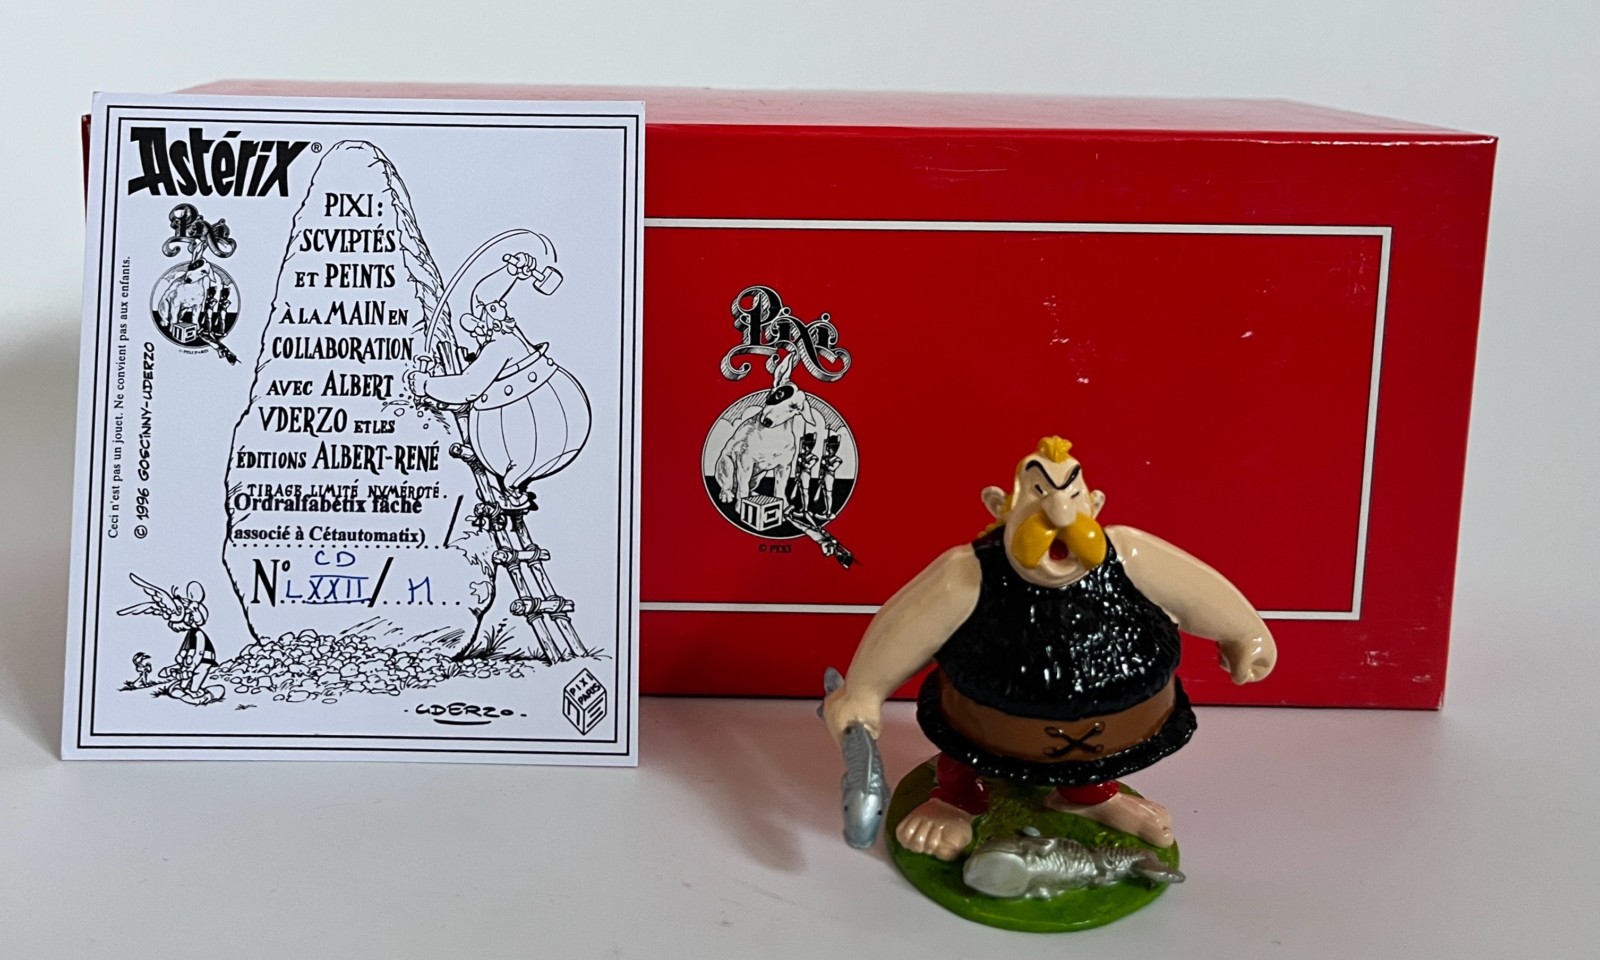 Astérix®
PIXI:
SCVLPTÉS
ET PEINTS
À LA MAIN EN
COLLABORATION
AVEC ALBERT
VDERZO ET LES
ÉDITIONS ALBERT-RENÉ
TIRAGE LIMITÉ NVMÉROTÉ.
Ordralfabétix fâché
(associé à Cétautomatix)
CD
N° LXXII / M
UDERZO
Ceci n'est pas un jouet. Ne convient pas aux enfants.
© 1996 GOSCINNY-UDERZO
Pixi
PIXI
PARIS
Pixi
© PIXI